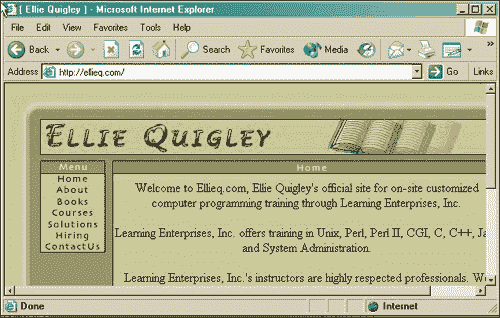 [ Ellie Quigley ] - Microsoft Internet Explorer
File Edit View Favorites Tools Help
Back Search Favorites Media
Address http://ellieq.com/ Go Links
ELLIE QUIGLEY
Menu
Home
About
Books
Courses
Solutions
Hiring
ContactUs
Home
Welcome to Ellieq.com, Ellie Quigley's official site for on-site customized
computer programming training through Learning Enterprises, Inc.
Learning Enterprises, Inc. offers training in Unix, Perl, Perl II, CGI, C, C++, Ja
and System Administration.
Learning Enterprises, Inc.'s instructors are highly respected professionals. W
Done Internet